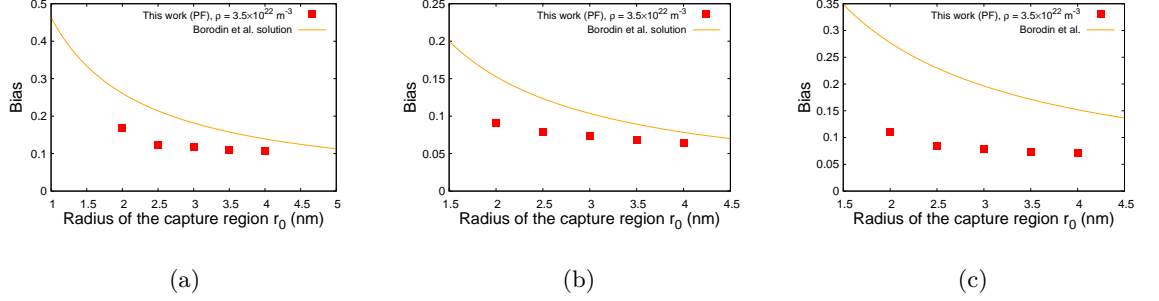 This work (PF), ρ = 3.5×10²² m⁻³
Borodin et al. solution
Bias
0.5
0.4
0.3
0.2
0.1
0
1 1.5 2 2.5 3 3.5 4 4.5 5
Radius of the capture region r₀ (nm)
(a)
This work (PF), ρ = 3.5×10²² m⁻³
Borodin et al. solution
Bias
0.25
0.2
0.15
0.1
0.05
0
1.5 2 2.5 3 3.5 4 4.5
Radius of the capture region r₀ (nm)
(b)
This work (PF), ρ = 3.5×10²² m⁻³
Borodin et al.
Bias
0.35
0.3
0.25
0.2
0.15
0.1
0.05
0
1.5 2 2.5 3 3.5 4 4.5
Radius of the capture region r₀ (nm)
(c)